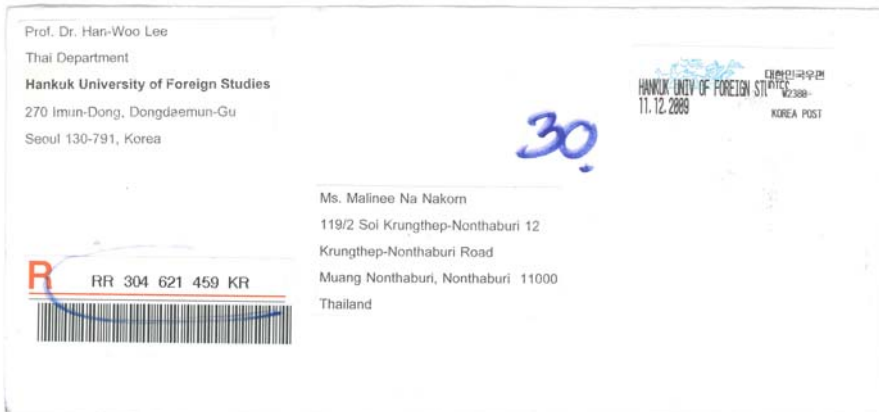 Prof. Dr. Han-Woo Lee
Thai Department
Hankuk University of Foreign Studies
270 Imun-Dong, Dongdaemun-Gu
Seoul 130-791, Korea
대한민국우편
HANKUK UNIV OF FOREIGN STUDIES
₩2380-
11.12.2009
KOREA POST
30
Ms. Malinee Na Nakorn
119/2 Soi Krungthep-Nonthaburi 12
Krungthep-Nonthaburi Road
Muang Nonthaburi, Nonthaburi 11000
Thailand
R RR 304 621 459 KR